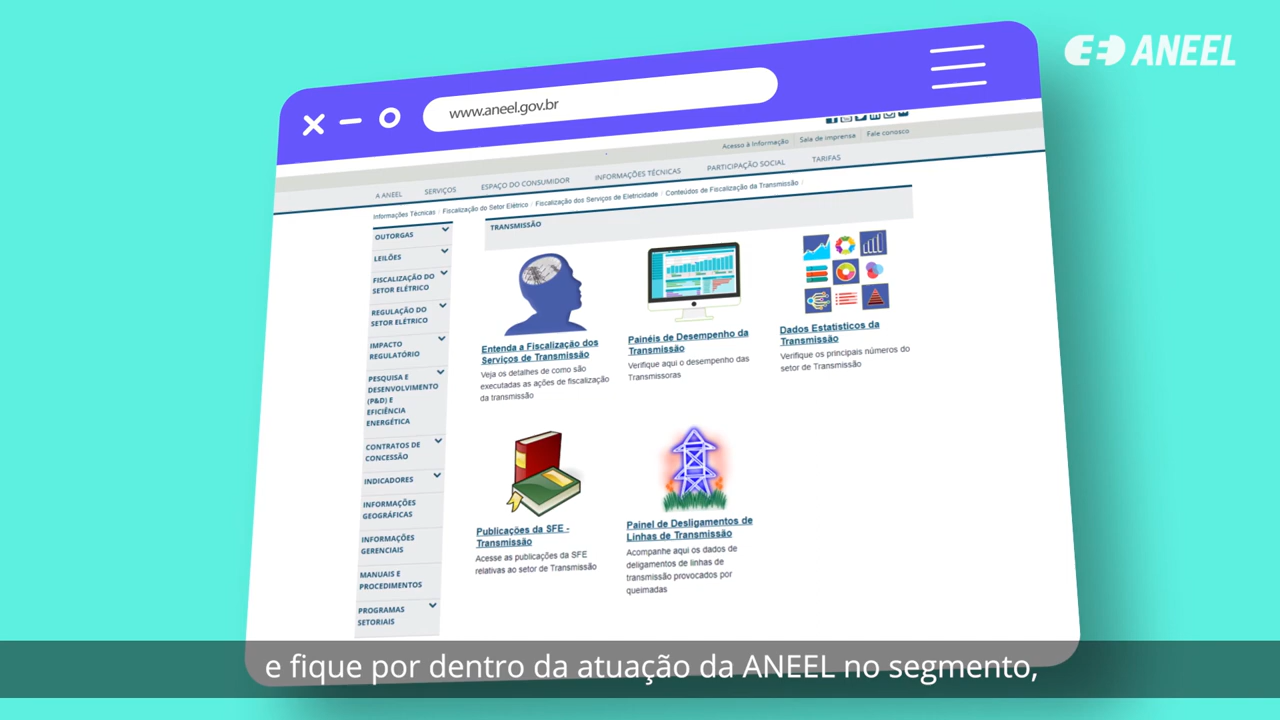 ANEEL
www.aneel.gov.br
Acesso à Informação Sala de imprensa Fale conosco
A ANEEL SERVIÇOS ESPAÇO DO CONSUMIDOR INFORMAÇÕES TÉCNICAS PARTICIPAÇÃO SOCIAL TARIFAS
Informações Técnicas / Fiscalização do Setor Elétrico / Fiscalização dos Serviços de Eletricidade / Conteúdos de Fiscalização da Transmissão /
OUTORGAS
LEILÕES
FISCALIZAÇÃO DO
SETOR ELÉTRICO
REGULAÇÃO DO
SETOR ELÉTRICO
IMPACTO
REGULATÓRIO
PESQUISA E
DESENVOLVIMENTO
(P&D) E
EFICIÊNCIA
ENERGÉTICA
CONTRATOS DE
CONCESSÃO
INDICADORES
INFORMAÇÕES
GEOGRÁFICAS
INFORMAÇÕES
GERENCIAIS
MANUAIS E
PROCEDIMENTOS
PROGRAMAS
SETORIAIS
TRANSMISSÃO
Entenda a Fiscalização dos
Serviços de Transmissão
Veja os detalhes de como são
executadas as ações de fiscalização
da transmissão
Painéis de Desempenho da
Transmissão
Verifique aqui o desempenho das
Transmissoras
Dados Estatísticos da
Transmissão
Verifique os principais números do
setor de Transmissão
Publicações da SFE -
Transmissão
Acesse as publicações da SFE
relativas ao setor de Transmissão
Painel de Desligamentos de
Linhas de Transmissão
Acompanhe aqui os dados de
deligamentos de linhas de
transmissão provocados por
queimadas
e fique por dentro da atuação da ANEEL no segmento,